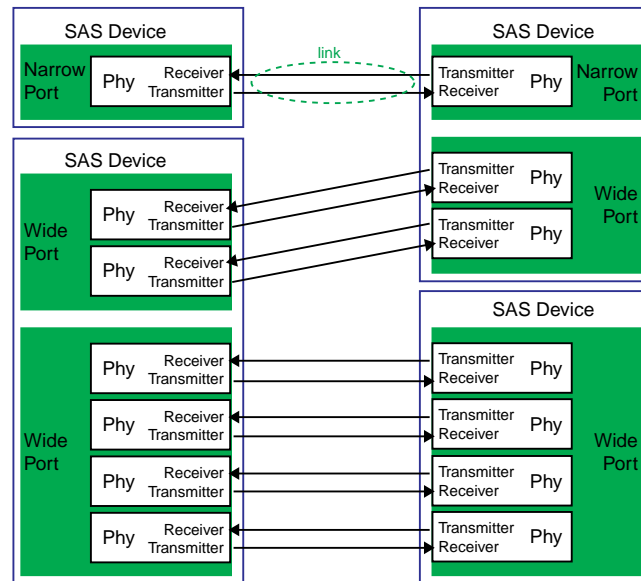 SAS Device
link
SAS Device
Narrow
Port
Phy
Receiver
Transmitter
Transmitter
Receiver
Phy
Narrow
Port
SAS Device
Wide
Port
Phy
Receiver
Transmitter
Phy
Receiver
Transmitter
Transmitter
Receiver
Phy
Transmitter
Receiver
Phy
Wide
Port
SAS Device
Wide
Port
Phy
Receiver
Transmitter
Phy
Receiver
Transmitter
Phy
Receiver
Transmitter
Phy
Receiver
Transmitter
Transmitter
Receiver
Phy
Transmitter
Receiver
Phy
Transmitter
Receiver
Phy
Transmitter
Receiver
Phy
Wide
Port